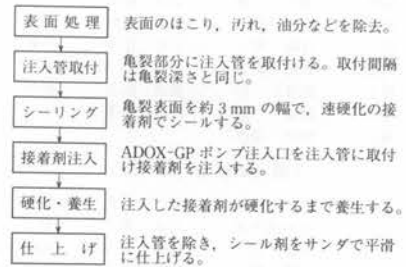 表面処理
表面のほこり，汚れ，油分などを除去。
注入管取付
亀裂部分に注入管を取付ける。取付間隔
は亀裂深さと同じ。
シーリング
亀裂表面を約3mmの幅で，速硬化の接
着剤でシールする。
接着剤注入
ADOX-GPポンプ注入口を注入管に取付
け接着剤を注入する。
硬化・養生
注入した接着剤が硬化するまで養生する。
仕上げ
注入管を除き，シール剤をサンダで平滑
に仕上げる。